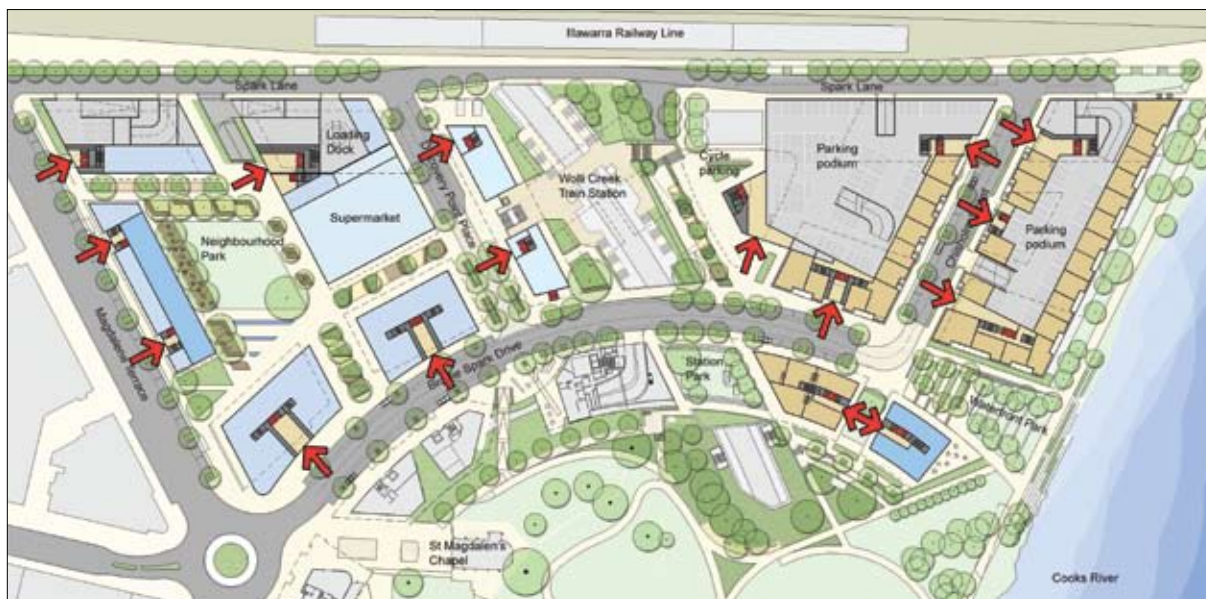 Illawarra Railway Line
Spark Lane
Spark Lane
Loading
Dock
Parking
podium
Cycle
parking
Wolli Creek
Train Station
Supermarket
Neighbourhood
Park
Parking
podium
Magdalene Terrace
Spark Drive
Station
Park
Waterfront Park
St Magdalen's
Chapel
Cooks River